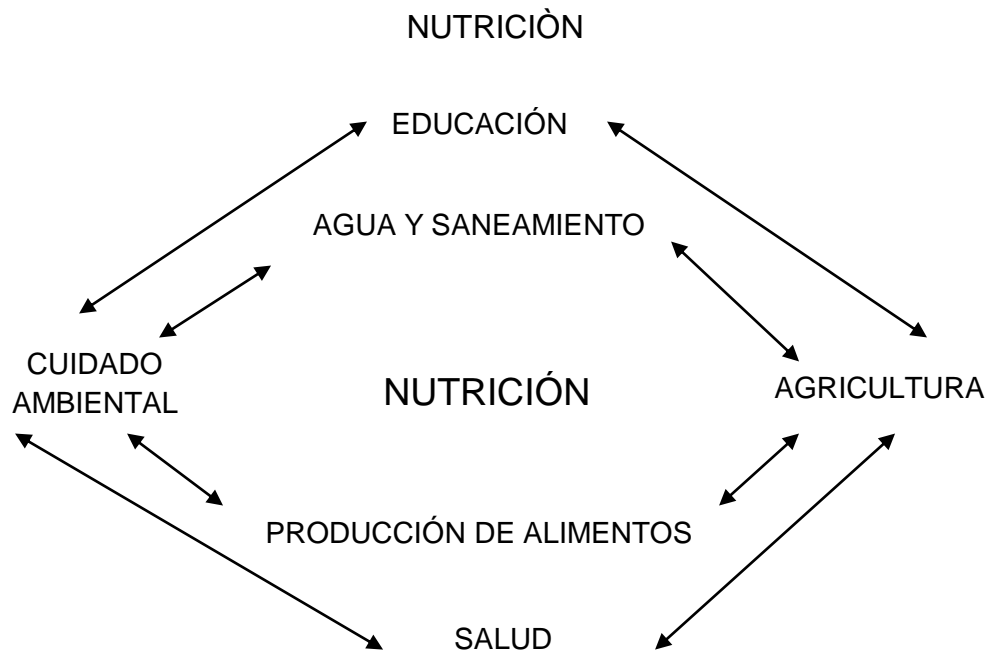 NUTRICIÒN
EDUCACIÓN
AGUA Y SANEAMIENTO
CUIDADO
AMBIENTAL
NUTRICIÓN
AGRICULTURA
PRODUCCIÓN DE ALIMENTOS
SALUD